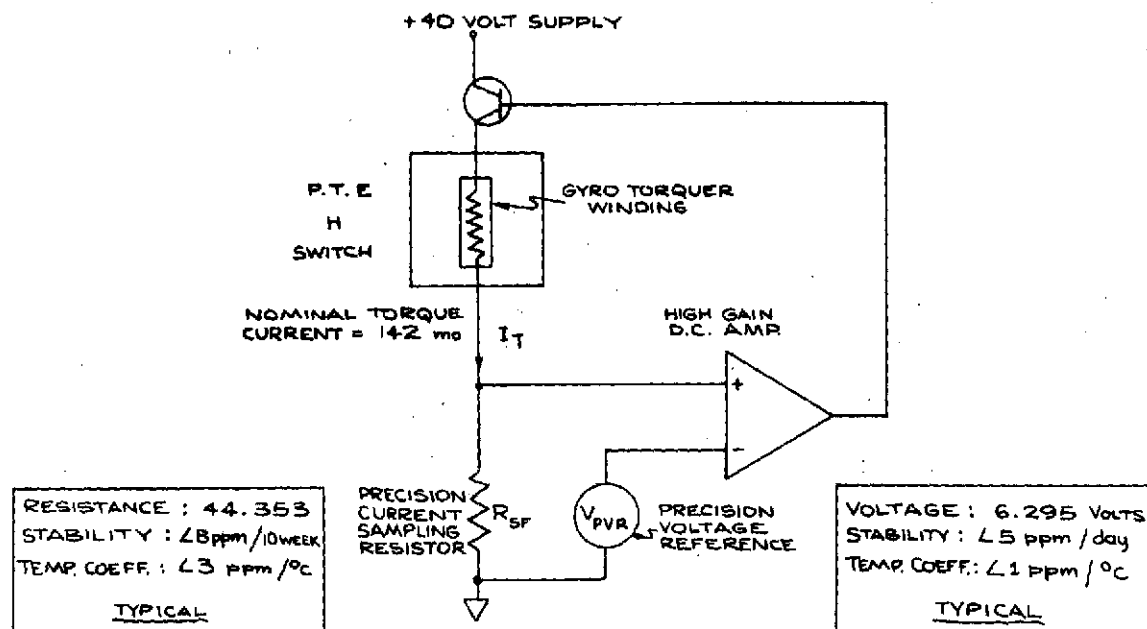 +40 VOLT SUPPLY
P.T.E
H
SWITCH
GYRO TORQUER
WINDING
NOMINAL TORQUE
CURRENT = 142 ma
I_T
HIGH GAIN
D.C. AMP.
+
-
RESISTANCE : 44.353
STABILITY : ∠8ppm/10WEEK
TEMP. COEFF. : ∠3 ppm/°C
TYPICAL
PRECISION
CURRENT
SAMPLING
RESISTOR
R_SF
V_PVR
PRECISION
VOLTAGE
REFERENCE
VOLTAGE : 6.295 VOLTS
STABILITY : ∠5 ppm/day
TEMP. COEFF: ∠1 ppm/°C
TYPICAL